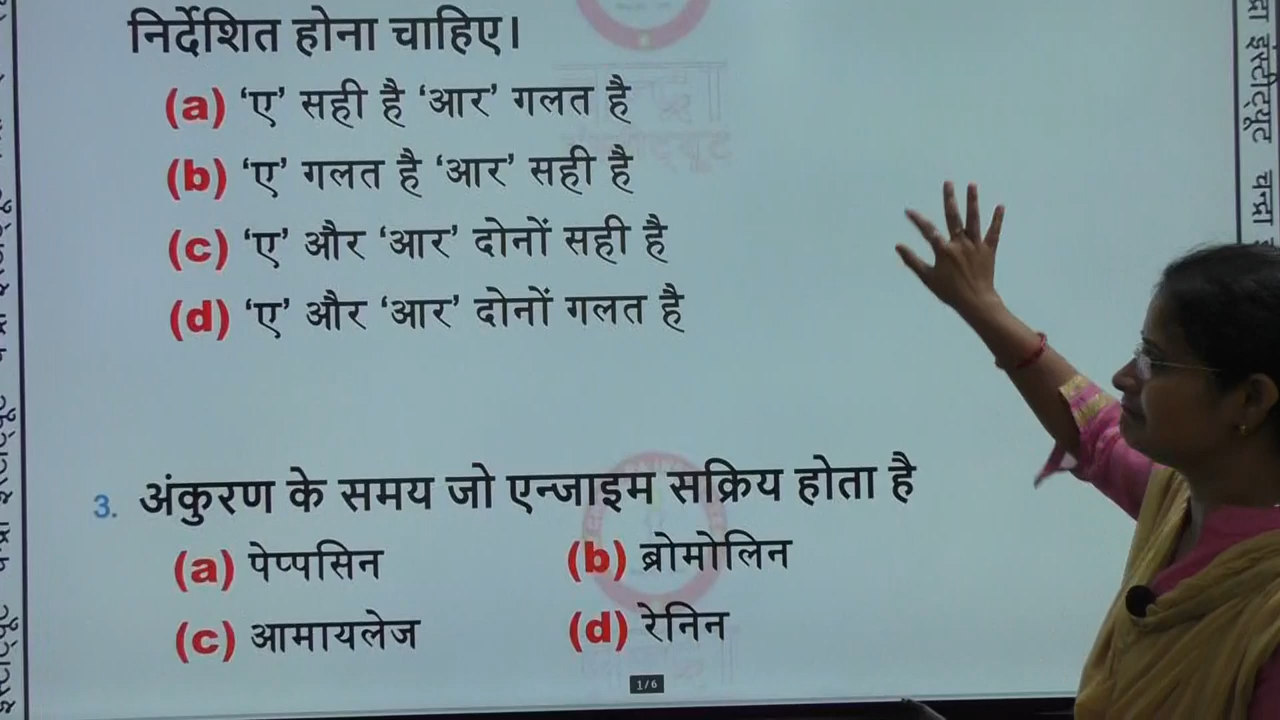 निर्देशित होना चाहिए।
(a) 'ए' सही है 'आर' गलत है
(b) 'ए' गलत है 'आर' सही है
(c) 'ए' और 'आर' दोनों सही है
(d) 'ए' और 'आर' दोनों गलत है
3. अंकुरण के समय जो एन्जाइम सक्रिय होता है
(a) पेप्पसिन (b) ब्रोमोलिन
(c) आमायलेज (d) रेनिन
1/6
इंस्टीट्यूट चन्द्रा